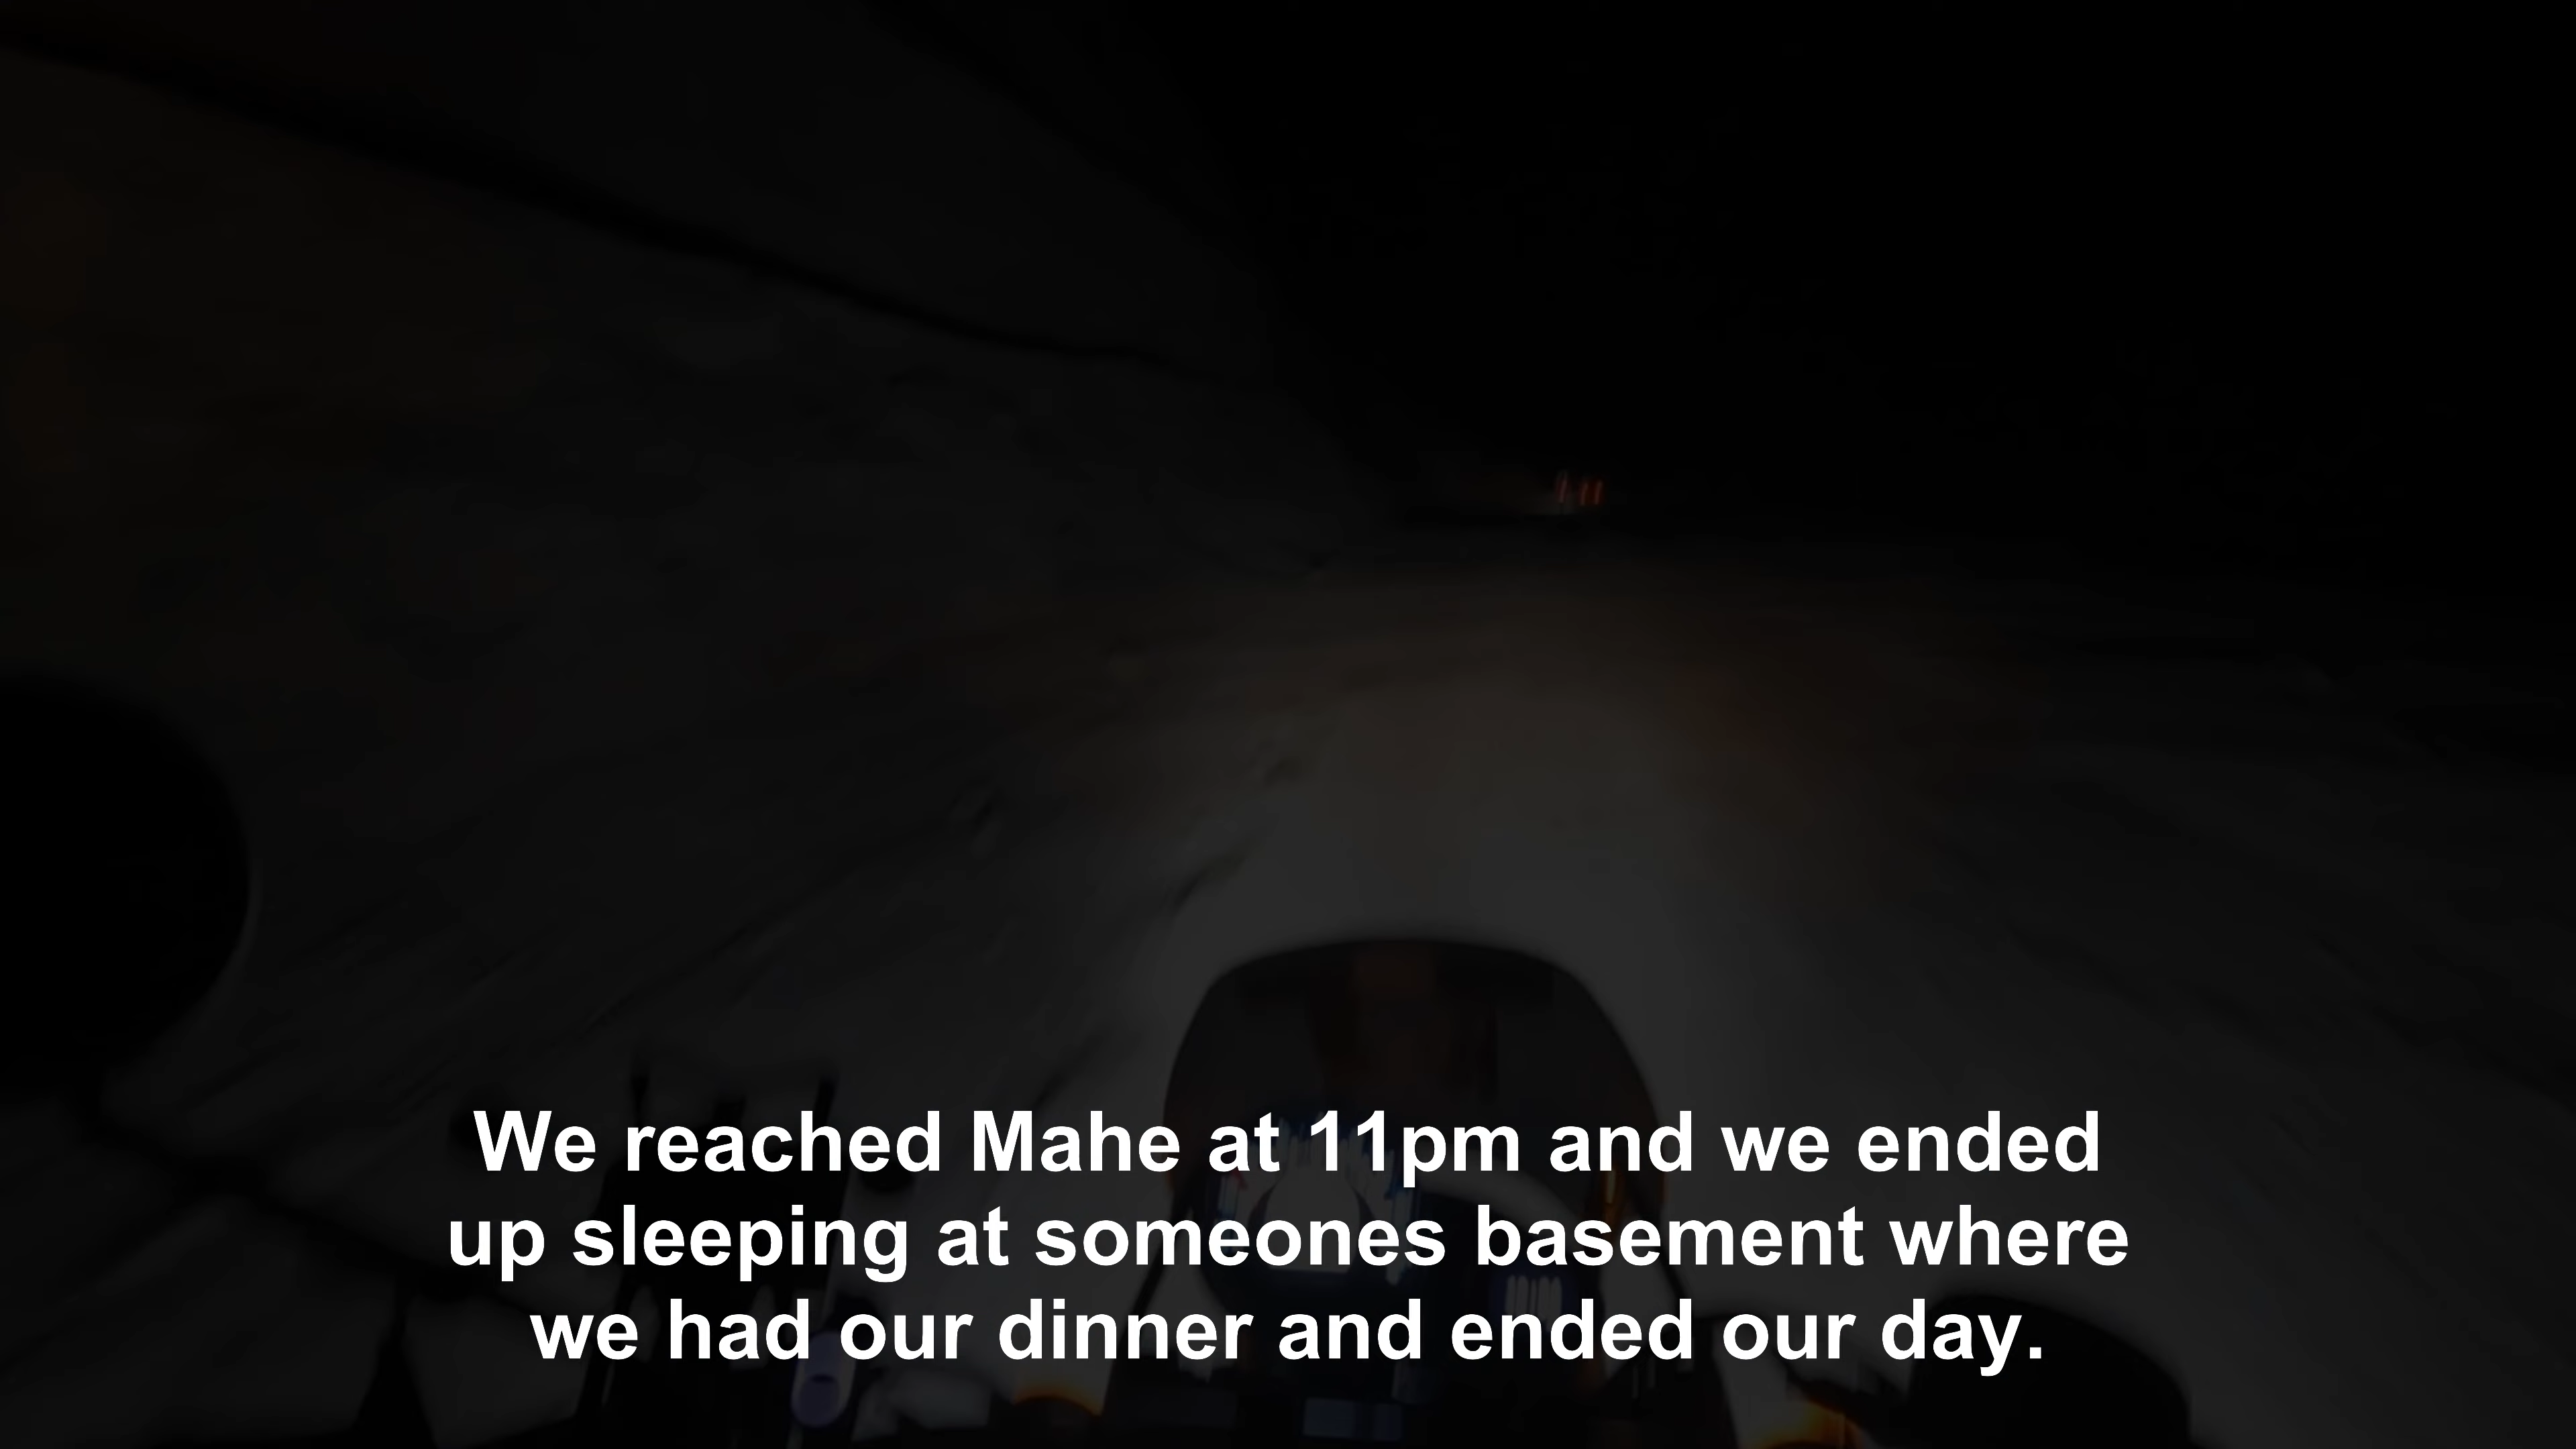 We reached Mahe at 11pm and we ended
up sleeping at someones basement where
we had our dinner and ended our day.